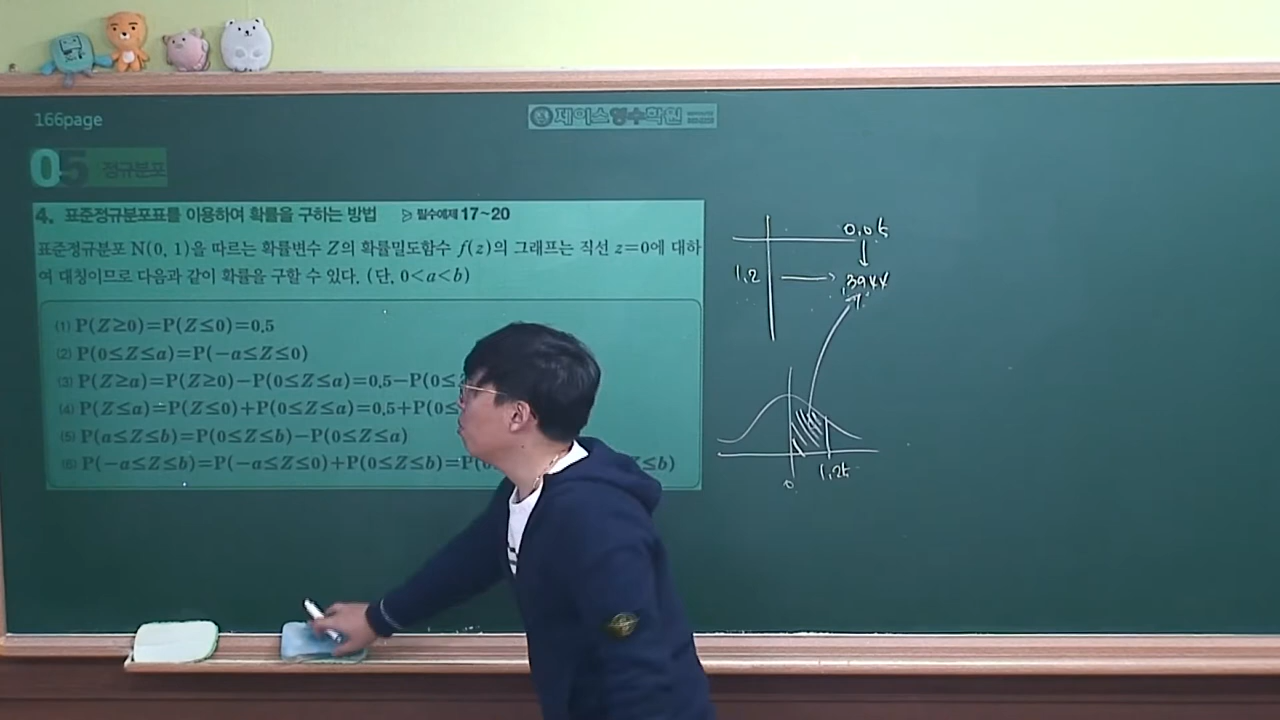 166page
제이스영수학원
05 정규분포
4. 표준정규분포표를 이용하여 확률을 구하는 방법 ▷ 필수예제 17~20
표준정규분포 N(0, 1)을 따르는 확률변수 Z의 확률밀도함수 f(z)의 그래프는 직선 z=0에 대하
여 대칭이므로 다음과 같이 확률을 구할 수 있다. (단, 0<a<b)
(1) P(Z≥0)=P(Z≤0)=0.5
(2) P(0≤Z≤a)=P(-a≤Z≤0)
(3) P(Z≥a)=P(Z≥0)-P(0≤Z≤a)=0.5-P(0≤
(4) P(Z≤a)=P(Z≤0)+P(0≤Z≤a)=0.5+P(0≤
(5) P(a≤Z≤b)=P(0≤Z≤b)-P(0≤Z≤a)
(6) P(-a≤Z≤b)=P(-a≤Z≤0)+P(0≤Z≤b)=P(0 ≤b)
0.05
1.2 .3944
0 1.25